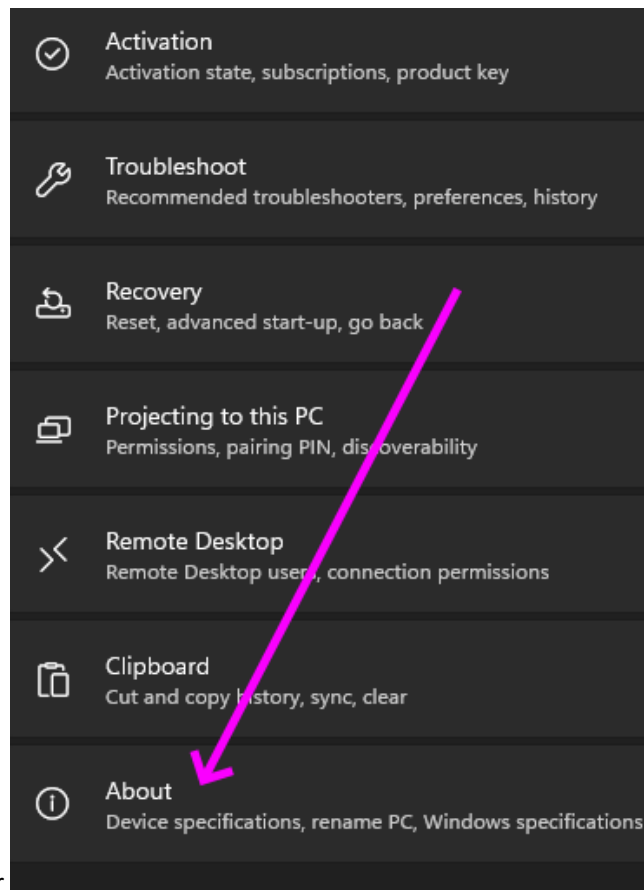 Activation
Activation state, subscriptions, product key
Troubleshoot
Recommended troubleshooters, preferences, history
Recovery
Reset, advanced start-up, go back
Projecting to this PC
Permissions, pairing PIN, discoverability
Remote Desktop
Remote Desktop users, connection permissions
Clipboard
Cut and copy history, sync, clear
About
Device specifications, rename PC, Windows specifications